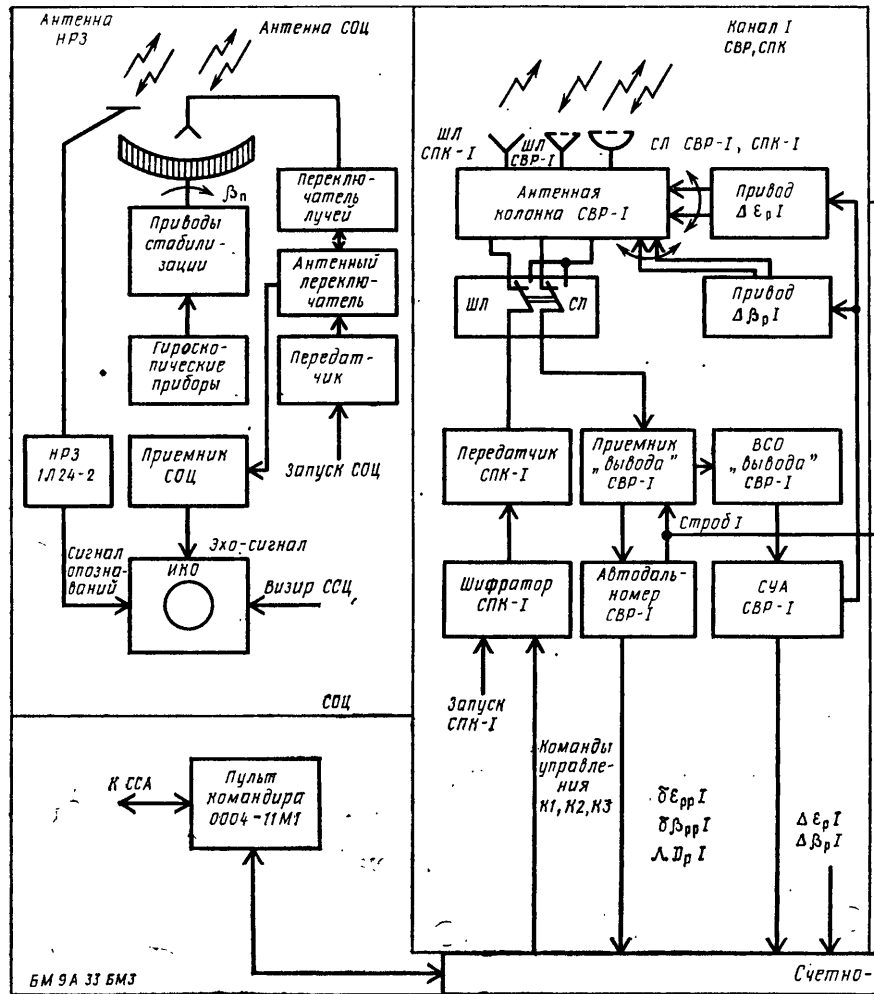 Антенна
НРЗ
Антенна СОЦ
βп
Переклю-
чатель
лучей
Приводы
стабили-
зации
Антенный
переклю-
чатель
Гироско-
пические
приборы
Передат-
чик
НРЗ
1Л24-2
Приемник
СОЦ
Запуск СОЦ
Сигнал
опозна-
ваний
Эхо-сигнал
ИКО
Визир ССЦ
СОЦ
К ССА
Пульт
командира
0004-11М1
БМ 9А33БМ3
Канал I
СВР, СПК
ШЛ
СПК-I
ШЛ
СВР-I
СЛ СВР-I, СПК-I
Антенная
колонка СВР-I
Привод
Δεр I
ШЛ
СЛ
Привод
Δβр I
Передатчик
СПК-I
Приемник
„вывода"
СВР-I
ВСО
„вывода"
СВР-I
Строб I
Шифратор
СПК-I
Автодаль-
номер
СВР-I
СУА
СВР-I
Запуск
СПК-I
Команды
управле-
ния
К1, К2, К3
δεрр I
δβрр I
Dр I
Δεр I
Δβр I
Счетно-